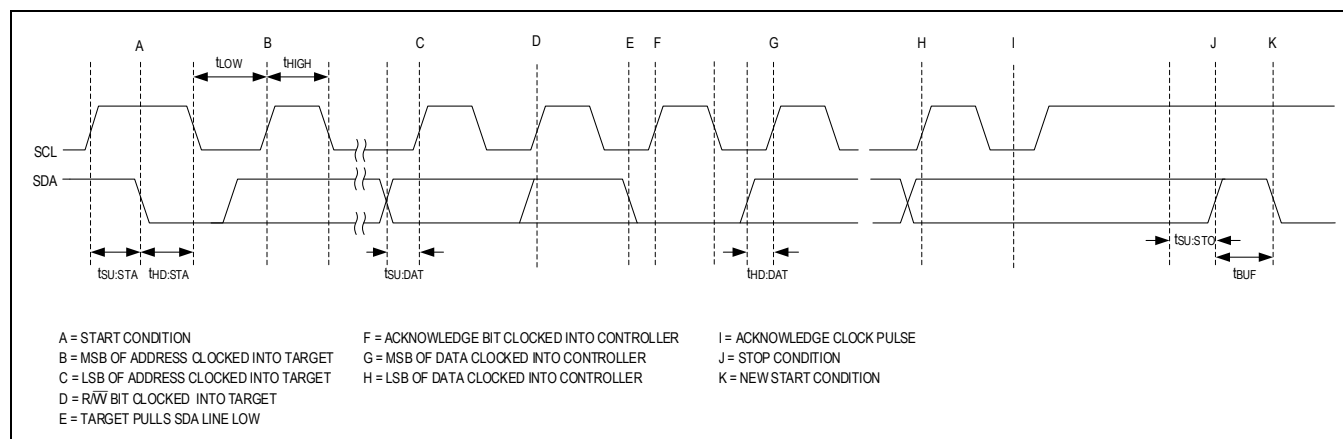 A B C D E F G H I J K
tLOW tHIGH
SCL
SDA
tSU:STA tHD:STA tSU:DAT tHD:DAT tSU:STO
tBUF
A = START CONDITION
B = MSB OF ADDRESS CLOCKED INTO TARGET
C = LSB OF ADDRESS CLOCKED INTO TARGET
D = R/W̅ BIT CLOCKED INTO TARGET
E = TARGET PULLS SDA LINE LOW
F = ACKNOWLEDGE BIT CLOCKED INTO CONTROLLER
G = MSB OF DATA CLOCKED INTO CONTROLLER
H = LSB OF DATA CLOCKED INTO CONTROLLER
I = ACKNOWLEDGE CLOCK PULSE
J = STOP CONDITION
K = NEW START CONDITION